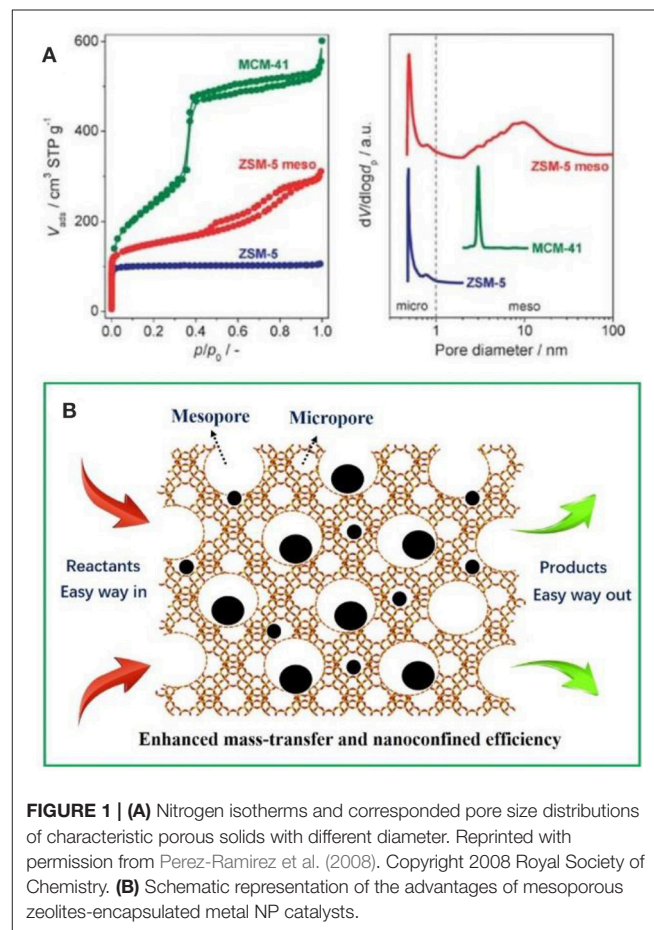 A
600
400
200
0
V_ads / cm³ STP g⁻¹
MCM-41
ZSM-5 meso
ZSM-5
0.0 0.2 0.4 0.6 0.8 1.0
p/p₀ / -
dV/dlogd_p / a.u.
ZSM-5 meso
MCM-41
ZSM-5
micro meso
1 10 100
Pore diameter / nm
B
Mesopore Micropore
Reactants
Easy way in
Products
Easy way out
Enhanced mass-transfer and nanoconfined efficiency
FIGURE 1 | (A) Nitrogen isotherms and corresponded pore size distributions
of characteristic porous solids with different diameter. Reprinted with
permission from Perez-Ramirez et al. (2008). Copyright 2008 Royal Society of
Chemistry. (B) Schematic representation of the advantages of mesoporous
zeolites-encapsulated metal NP catalysts.